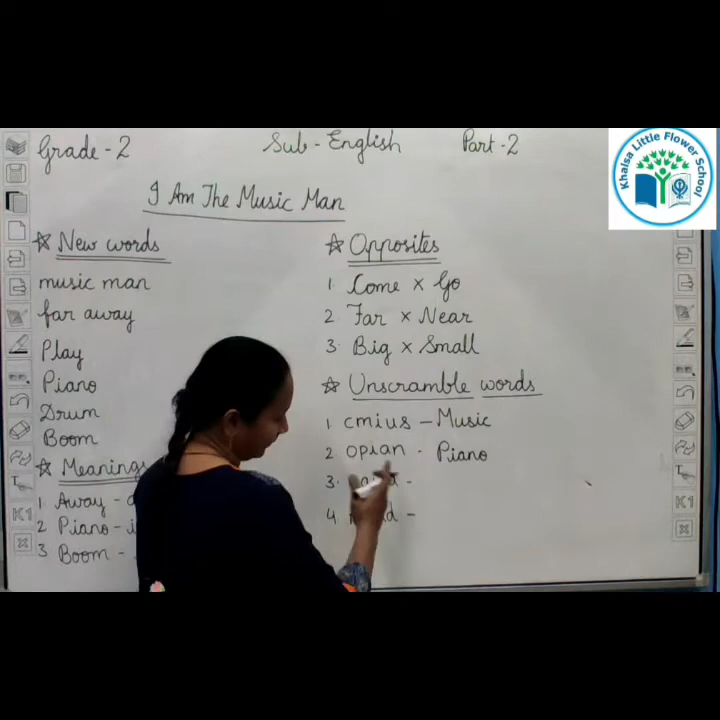 Grade - 2
Sub - English
Part - 2
Khalsa Little Flower School
I Am The Music Man
☆ New words
music man
far away
Play
Piano
Drum
Boom
☆ Meanings
1 Away -
2 Piano -
3 Boom -
☆ Opposites
1 Come × Go
2 Far × Near
3. Big × Small
☆ Unscramble words
1 cmius - Music
2 opian - Piano
3.
4
K1
K1